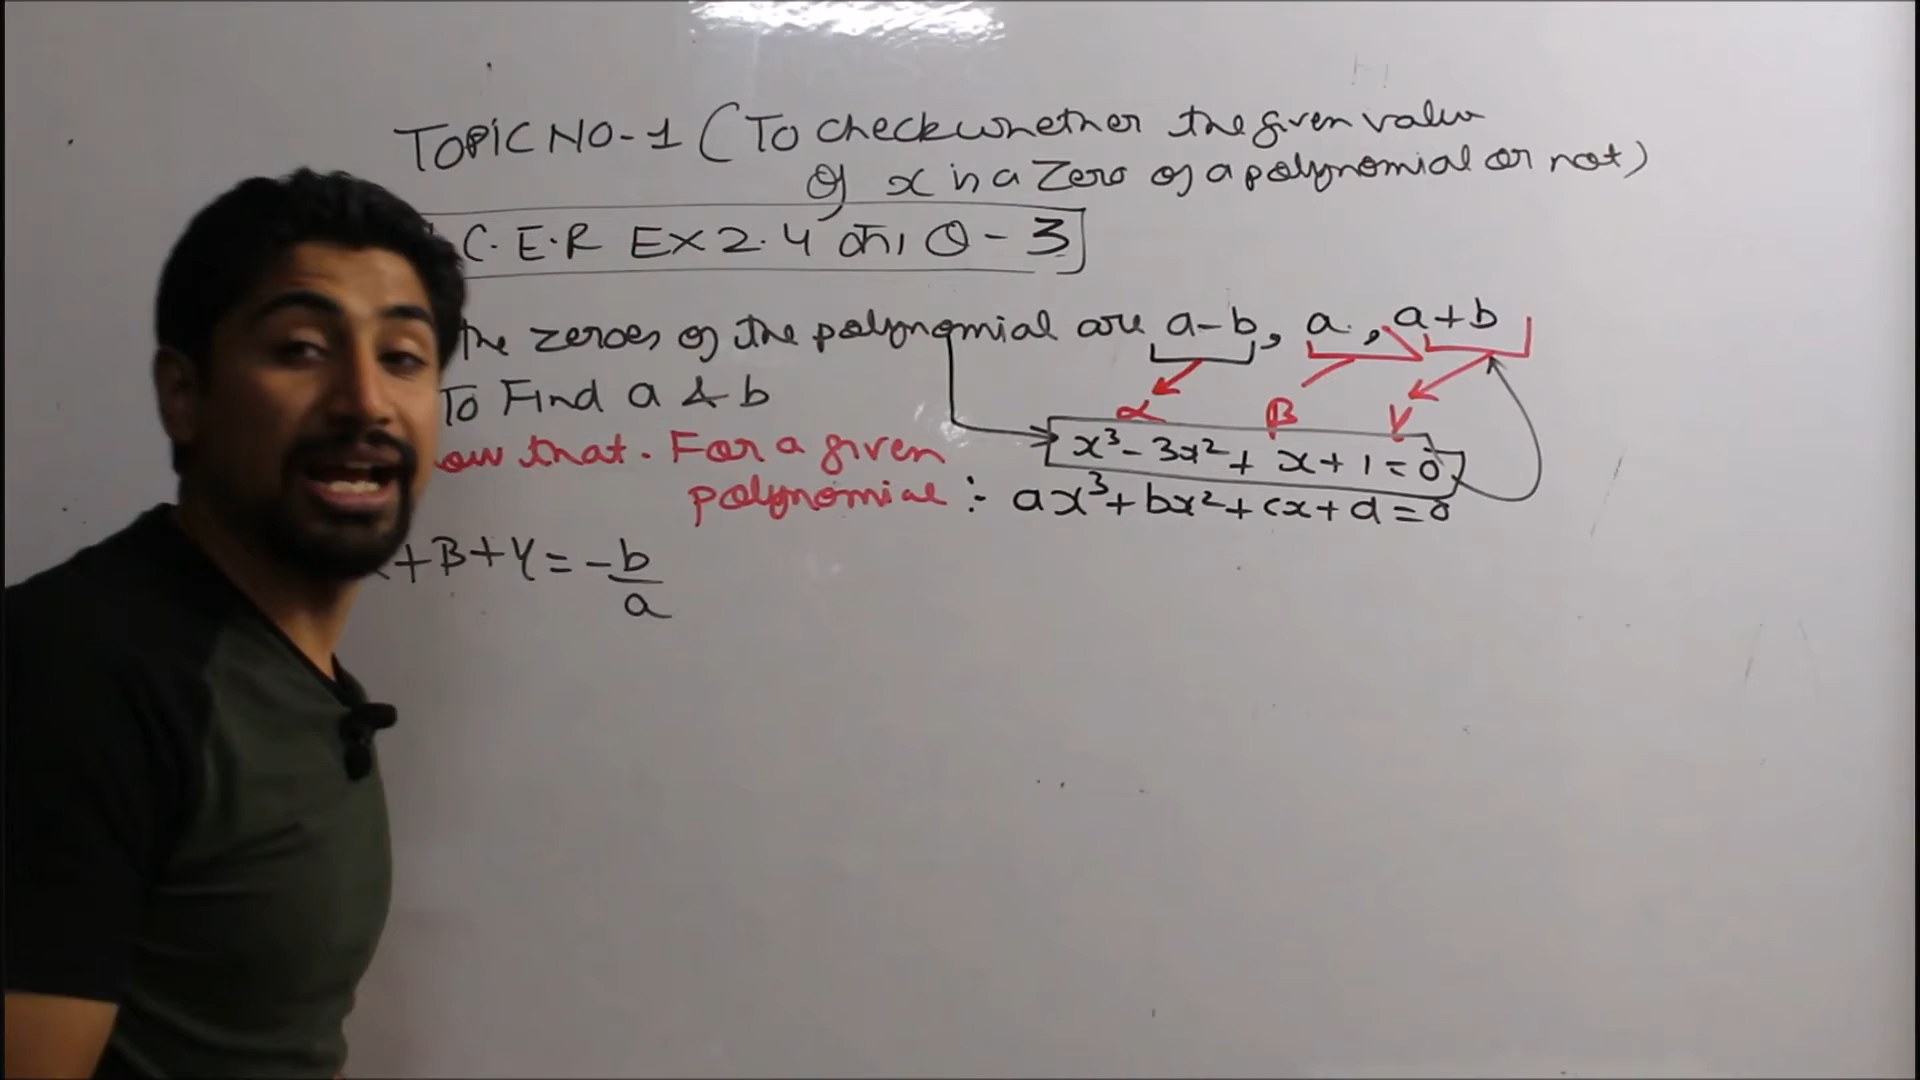 TOPIC NO-1 (To check whether the given value
of x is a Zero of a polynomial or not)
C.E.R EX 2.4 Q-3
the zeroes of the polynomial are a-b, a, a+b
To Find a & b
α β γ
that. For a given
x³-3x²+x+1=0
polynomial :- ax³+bx²+cx+d=0
+β+γ=-b/a